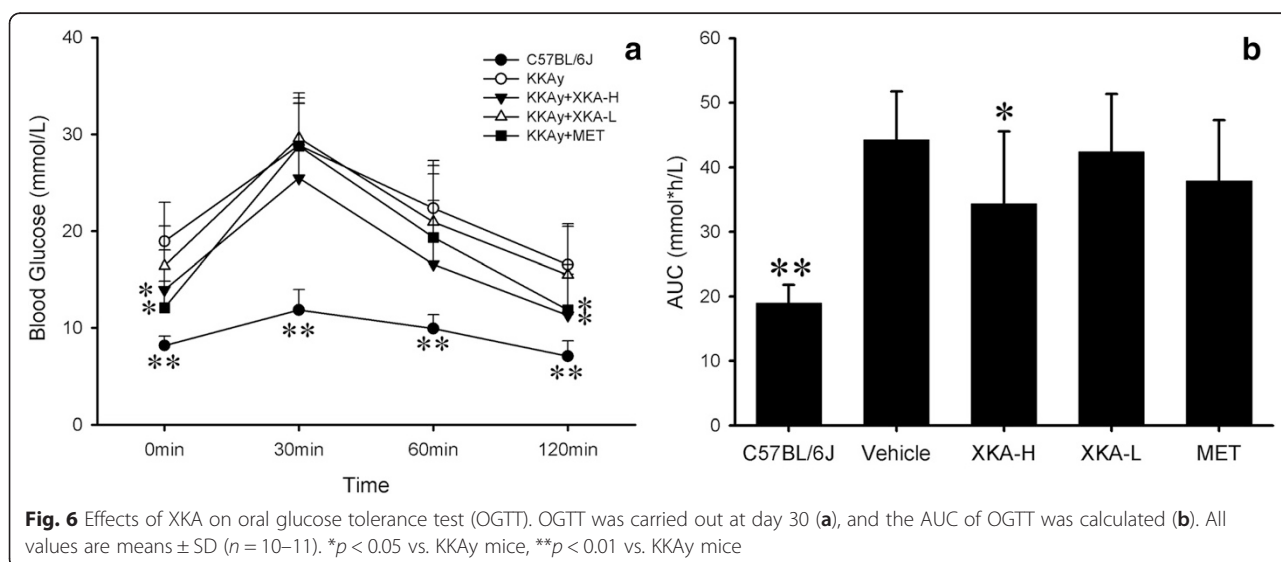 40
30
20
10
0
Blood Glucose (mmol/L)
a
C57BL/6J
KKAy
KKAy+XKA-H
KKAy+XKA-L
KKAy+MET
*
*
**
**
**
*
*
**
0min 30min 60min 120min
Time
60
50
40
30
20
10
0
AUC (mmol*h/L)
b
**
*
C57BL/6J Vehicle XKA-H XKA-L MET
Fig. 6 Effects of XKA on oral glucose tolerance test (OGTT). OGTT was carried out at day 30 (a), and the AUC of OGTT was calculated (b). All
values are means ± SD (n = 10–11). *p < 0.05 vs. KKAy mice, **p < 0.01 vs. KKAy mice